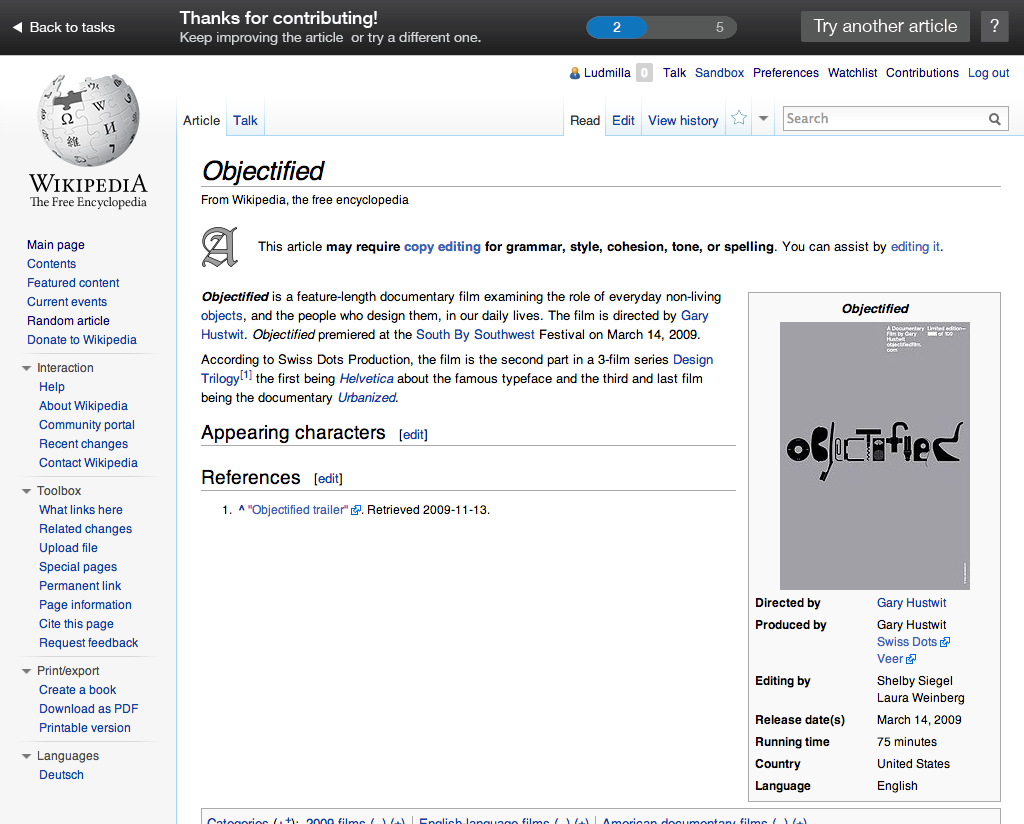 Back to tasks
Thanks for contributing!
Keep improving the article or try a different one.
2 5
Try another article
?
Ludmilla 0 Talk Sandbox Preferences Watchlist Contributions Log out
Article Talk
Read Edit View history
Search
WIKIPEDIA
The Free Encyclopedia
Main page
Contents
Featured content
Current events
Random article
Donate to Wikipedia
Interaction
Help
About Wikipedia
Community portal
Recent changes
Contact Wikipedia
Toolbox
What links here
Related changes
Upload file
Special pages
Permanent link
Page information
Cite this page
Request feedback
Print/export
Create a book
Download as PDF
Printable version
Languages
Deutsch
Objectified
From Wikipedia, the free encyclopedia
This article may require copy editing for grammar, style, cohesion, tone, or spelling. You can assist by editing it.
Objectified is a feature-length documentary film examining the role of everyday non-living
objects, and the people who design them, in our daily lives. The film is directed by Gary
Hustwit. Objectified premiered at the South By Southwest Festival on March 14, 2009.
According to Swiss Dots Production, the film is the second part in a 3-film series Design
Trilogy[1] the first being Helvetica about the famous typeface and the third and last film
being the documentary Urbanized.
Appearing characters [edit]
References [edit]
1. ^ "Objectified trailer". Retrieved 2009-11-13.
Objectified
A Documentary Limited edition
Film by Gary of 100
Hustwit
objectifiedfilm.
com
Objectified
Directed by Gary Hustwit
Produced by Gary Hustwit
Swiss Dots
Veer
Editing by Shelby Siegel
Laura Weinberg
Release date(s) March 14, 2009
Running time 75 minutes
Country United States
Language English
Categories (++): 2009 films (−) (±) | English-language films (−) (±) | American documentary films (−) (±)